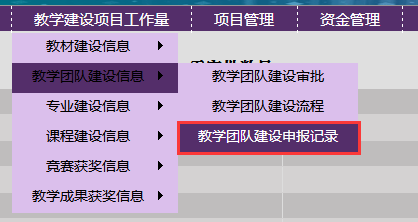 教学建设项目工作量 项目管理 资金管理
教材建设信息
教学团队建设信息 教学团队建设审批
专业建设信息 教学团队建设流程
课程建设信息 教学团队建设申报记录
竞赛获奖信息
教学成果获奖信息